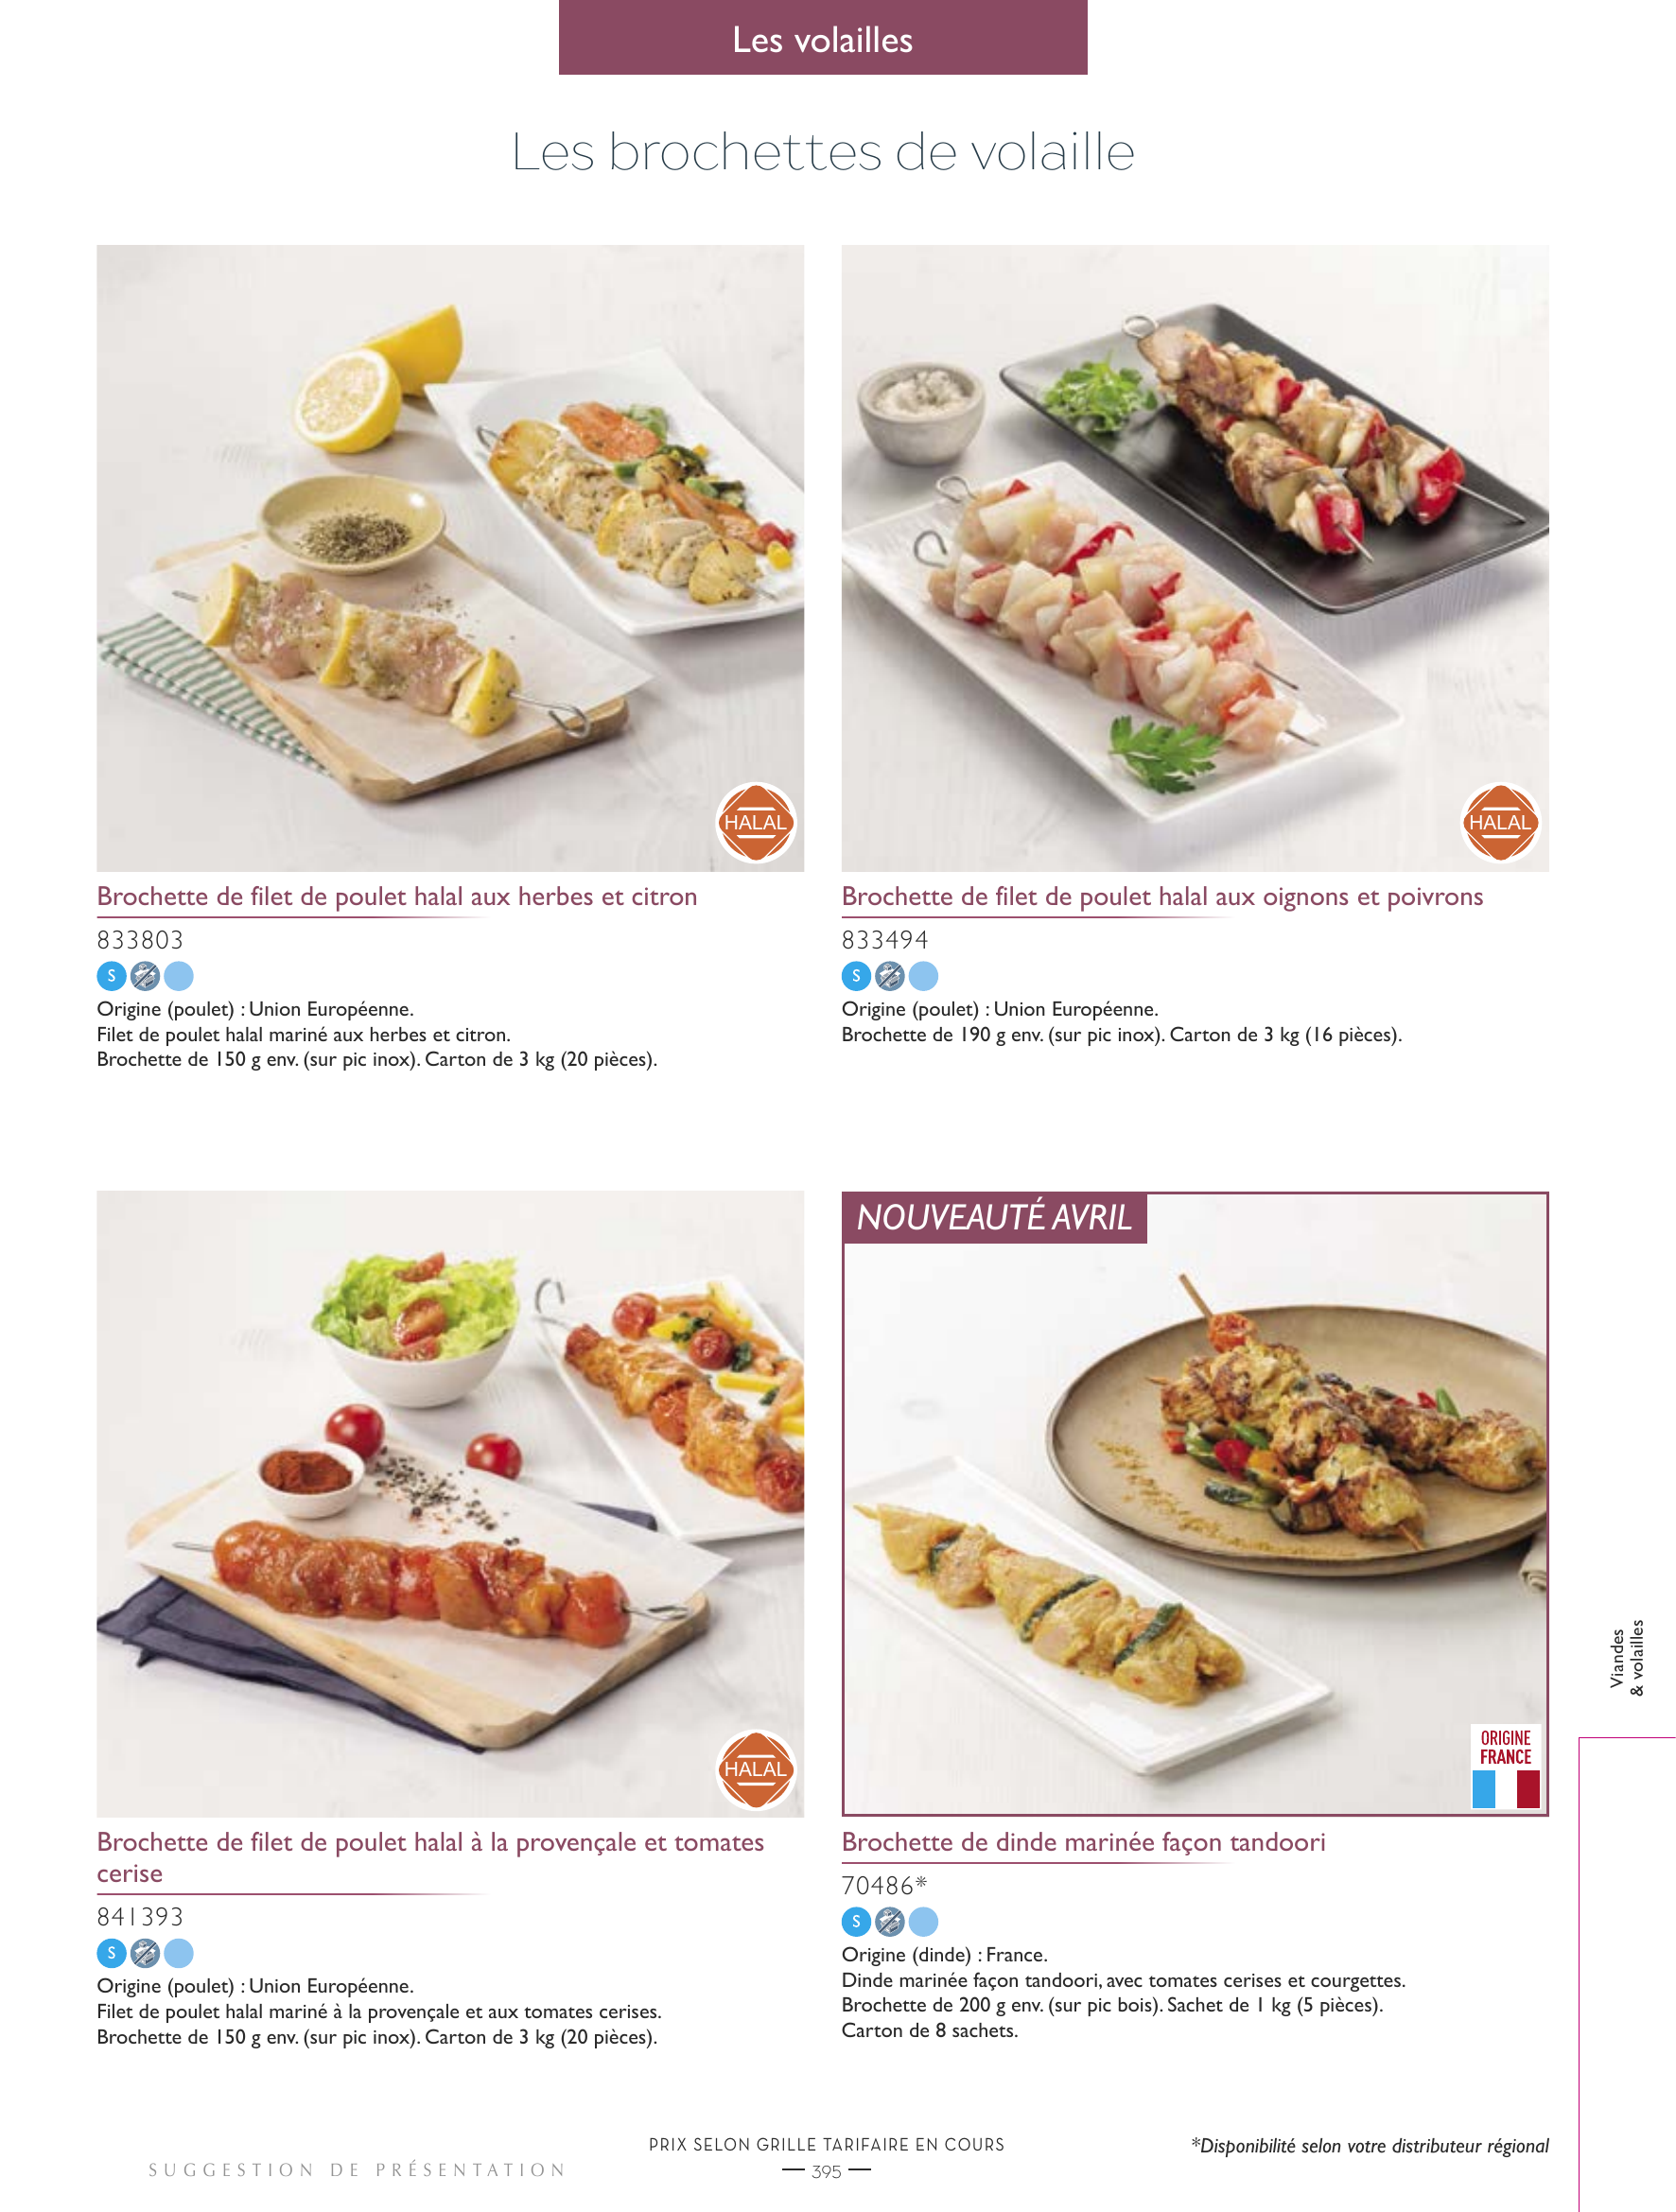 Les volailles
Les brochettes de volaille
HALAL
HALAL
Brochette de filet de poulet halal aux herbes et citron
833803
S
Origine (poulet) : Union Européenne.
Filet de poulet halal mariné aux herbes et citron.
Brochette de 150 g env. (sur pic inox). Carton de 3 kg (20 pièces).
Brochette de filet de poulet halal aux oignons et poivrons
833494
S
Origine (poulet) : Union Européenne.
Brochette de 190 g env. (sur pic inox). Carton de 3 kg (16 pièces).
HALAL
Brochette de filet de poulet halal à la provençale et tomates
cerise
841393
S
Origine (poulet) : Union Européenne.
Filet de poulet halal mariné à la provençale et aux tomates cerises.
Brochette de 150 g env. (sur pic inox). Carton de 3 kg (20 pièces).
NOUVEAUTÉ AVRIL
ORIGINE
FRANCE
Brochette de dinde marinée façon tandoori
70486*
S
Origine (dinde) : France.
Dinde marinée façon tandoori, avec tomates cerises et courgettes.
Brochette de 200 g env. (sur pic bois). Sachet de 1 kg (5 pièces).
Carton de 8 sachets.
Viandes
& volailles
SUGGESTION DE PRÉSENTATION
PRIX SELON GRILLE TARIFAIRE EN COURS
395
*Disponibilité selon votre distributeur régional